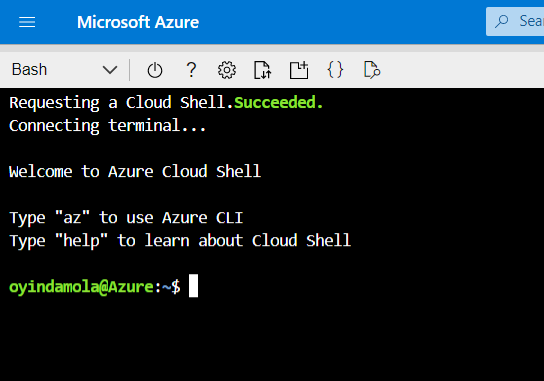 Microsoft Azure
Sea
Bash
? {}
Requesting a Cloud Shell.Succeeded.
Connecting terminal...
Welcome to Azure Cloud Shell
Type "az" to use Azure CLI
Type "help" to learn about Cloud Shell
oyindamola@Azure:~$